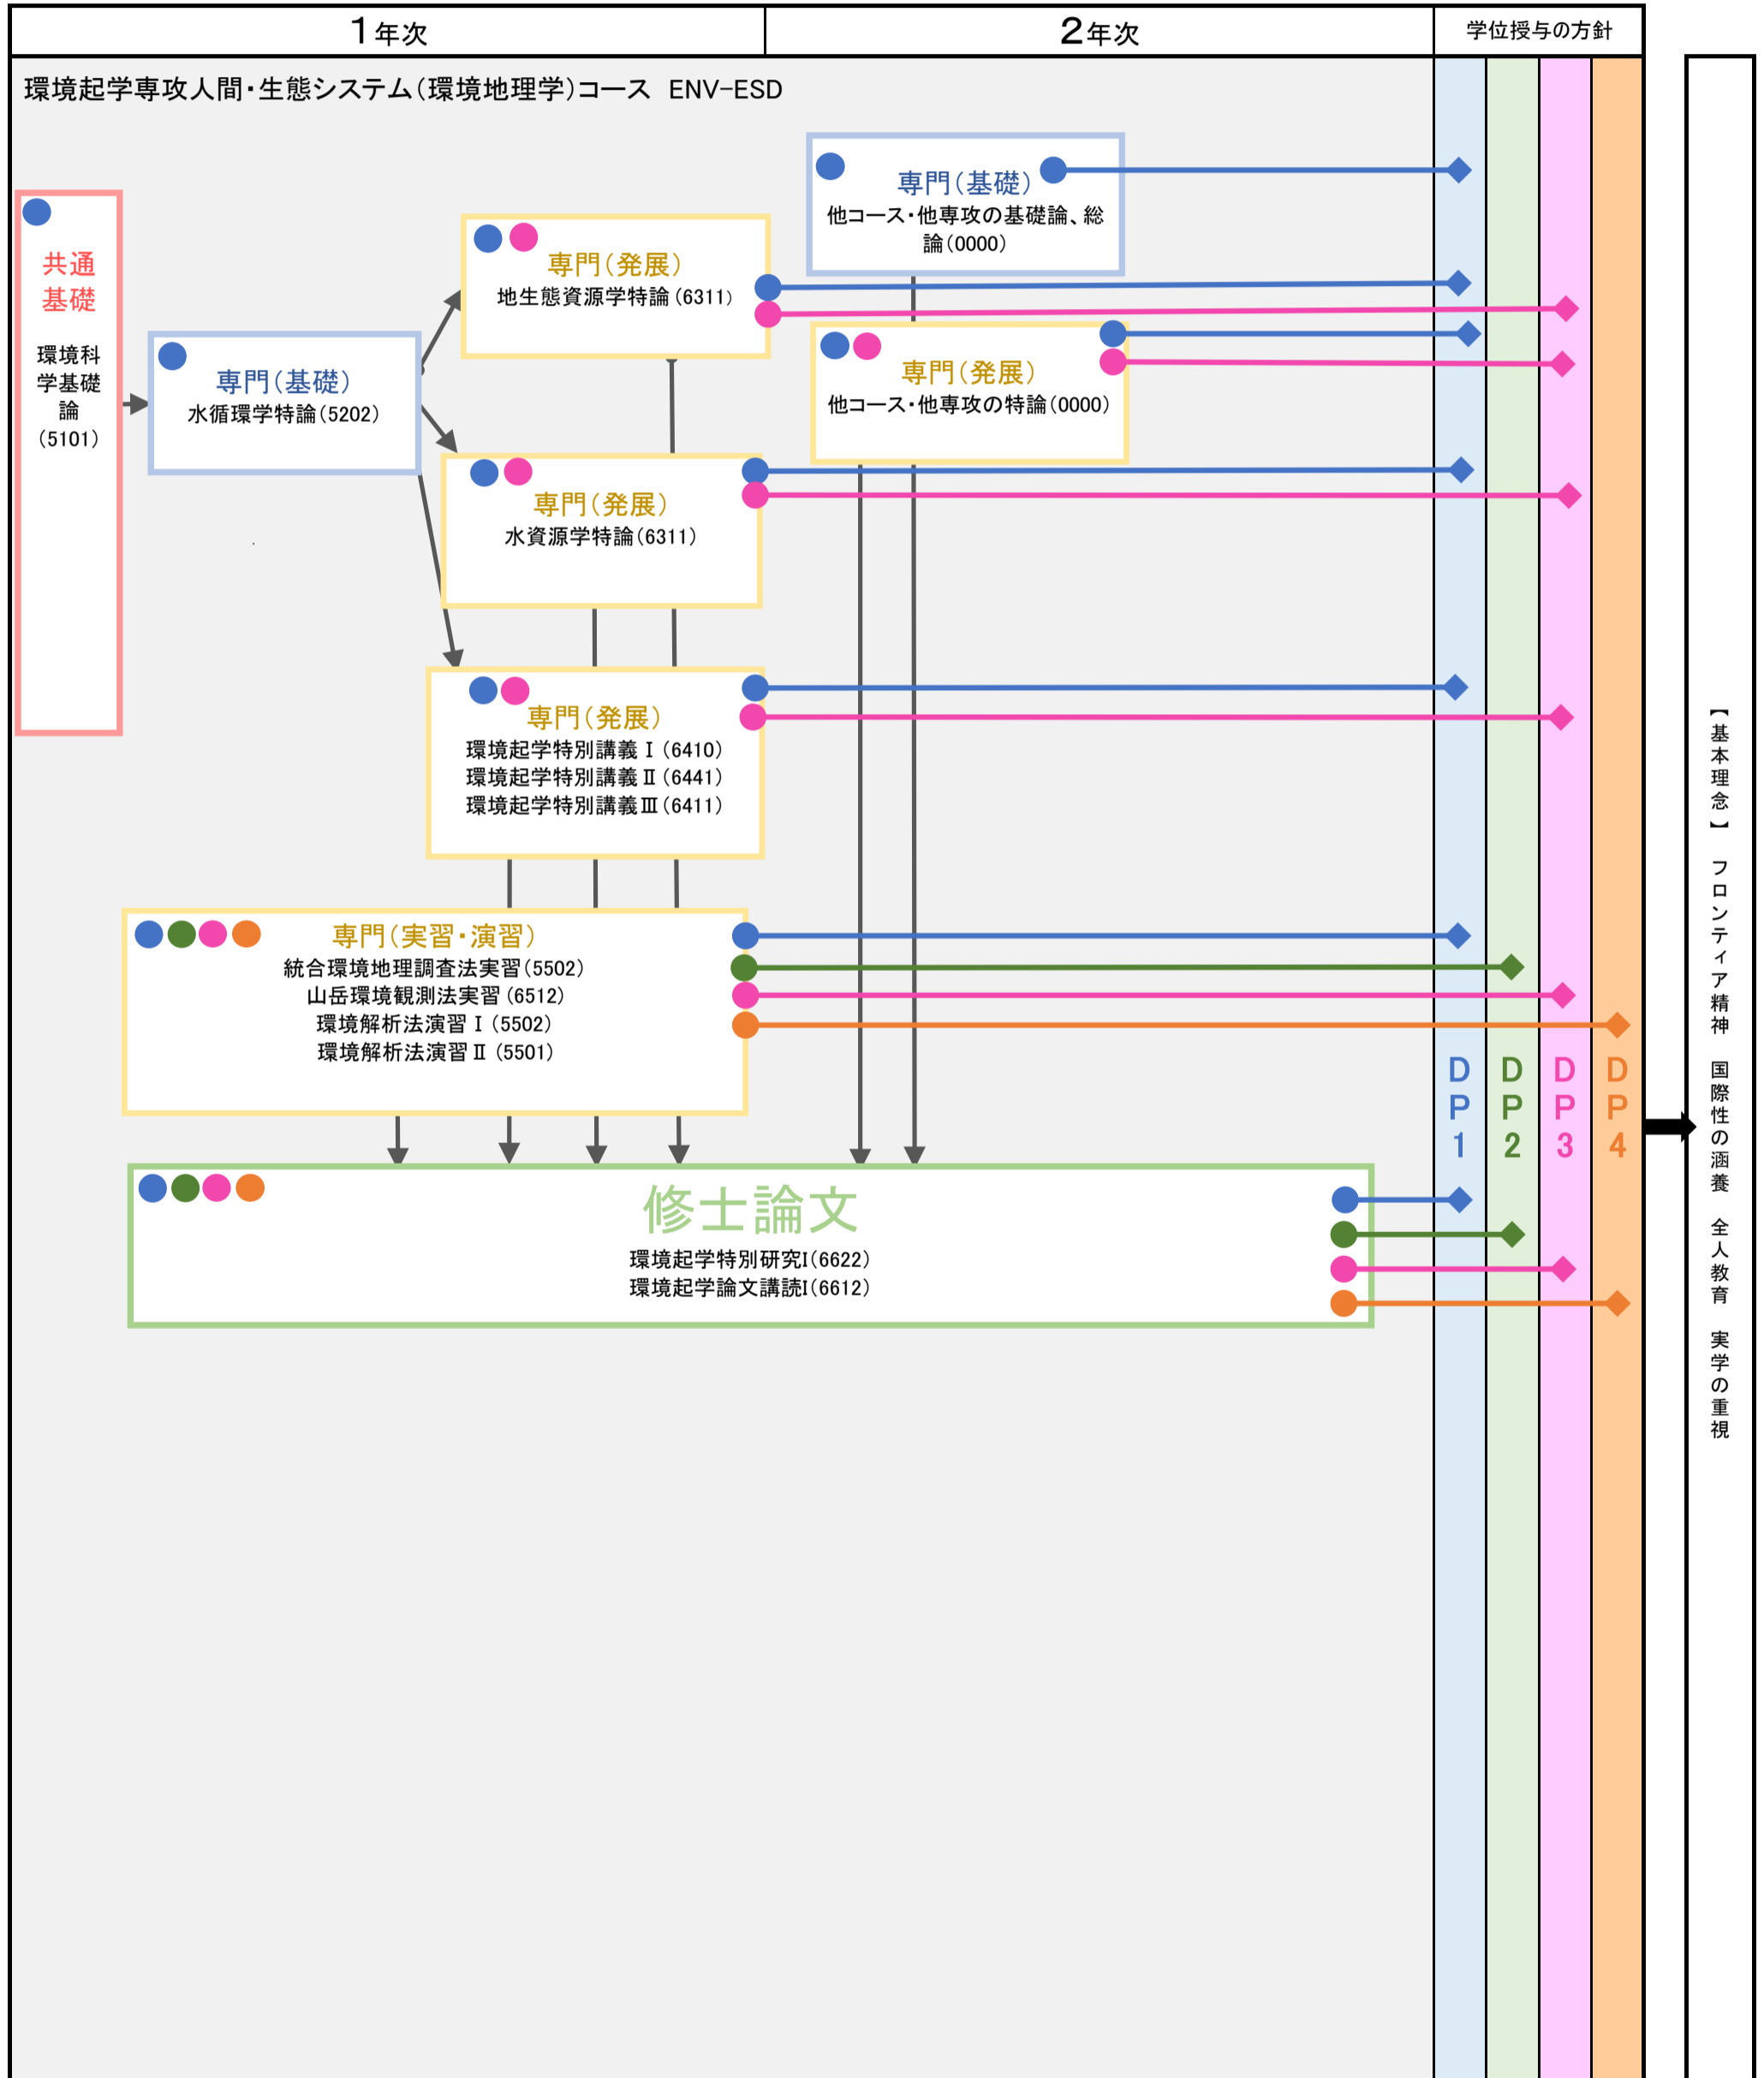 1年次
2年次
学位授与の方針
環境起学専攻人間・生態システム(環境地理学)コース ENV-ESD
共通
基礎
環境科
学基礎
論
(5101)
専門(基礎)
水循環学特論(5202)
専門(発展)
地生態資源学特論(6311)
専門(発展)
水資源学特論(6311)
専門(発展)
環境起学特別講義Ⅰ(6410)
環境起学特別講義Ⅱ(6441)
環境起学特別講義Ⅲ(6411)
専門(基礎)
他コース・他専攻の基礎論、総
論(0000)
専門(発展)
他コース・他専攻の特論(0000)
専門(実習・演習)
統合環境地理調査法実習(5502)
山岳環境観測法実習(6512)
環境解析法演習Ⅰ(5502)
環境解析法演習Ⅱ(5501)
修士論文
環境起学特別研究I(6622)
環境起学論文講読I(6612)
DP1
DP2
DP3
DP4
【基本理念】 フロンティア精神 国際性の涵養 全人教育 実学の重視